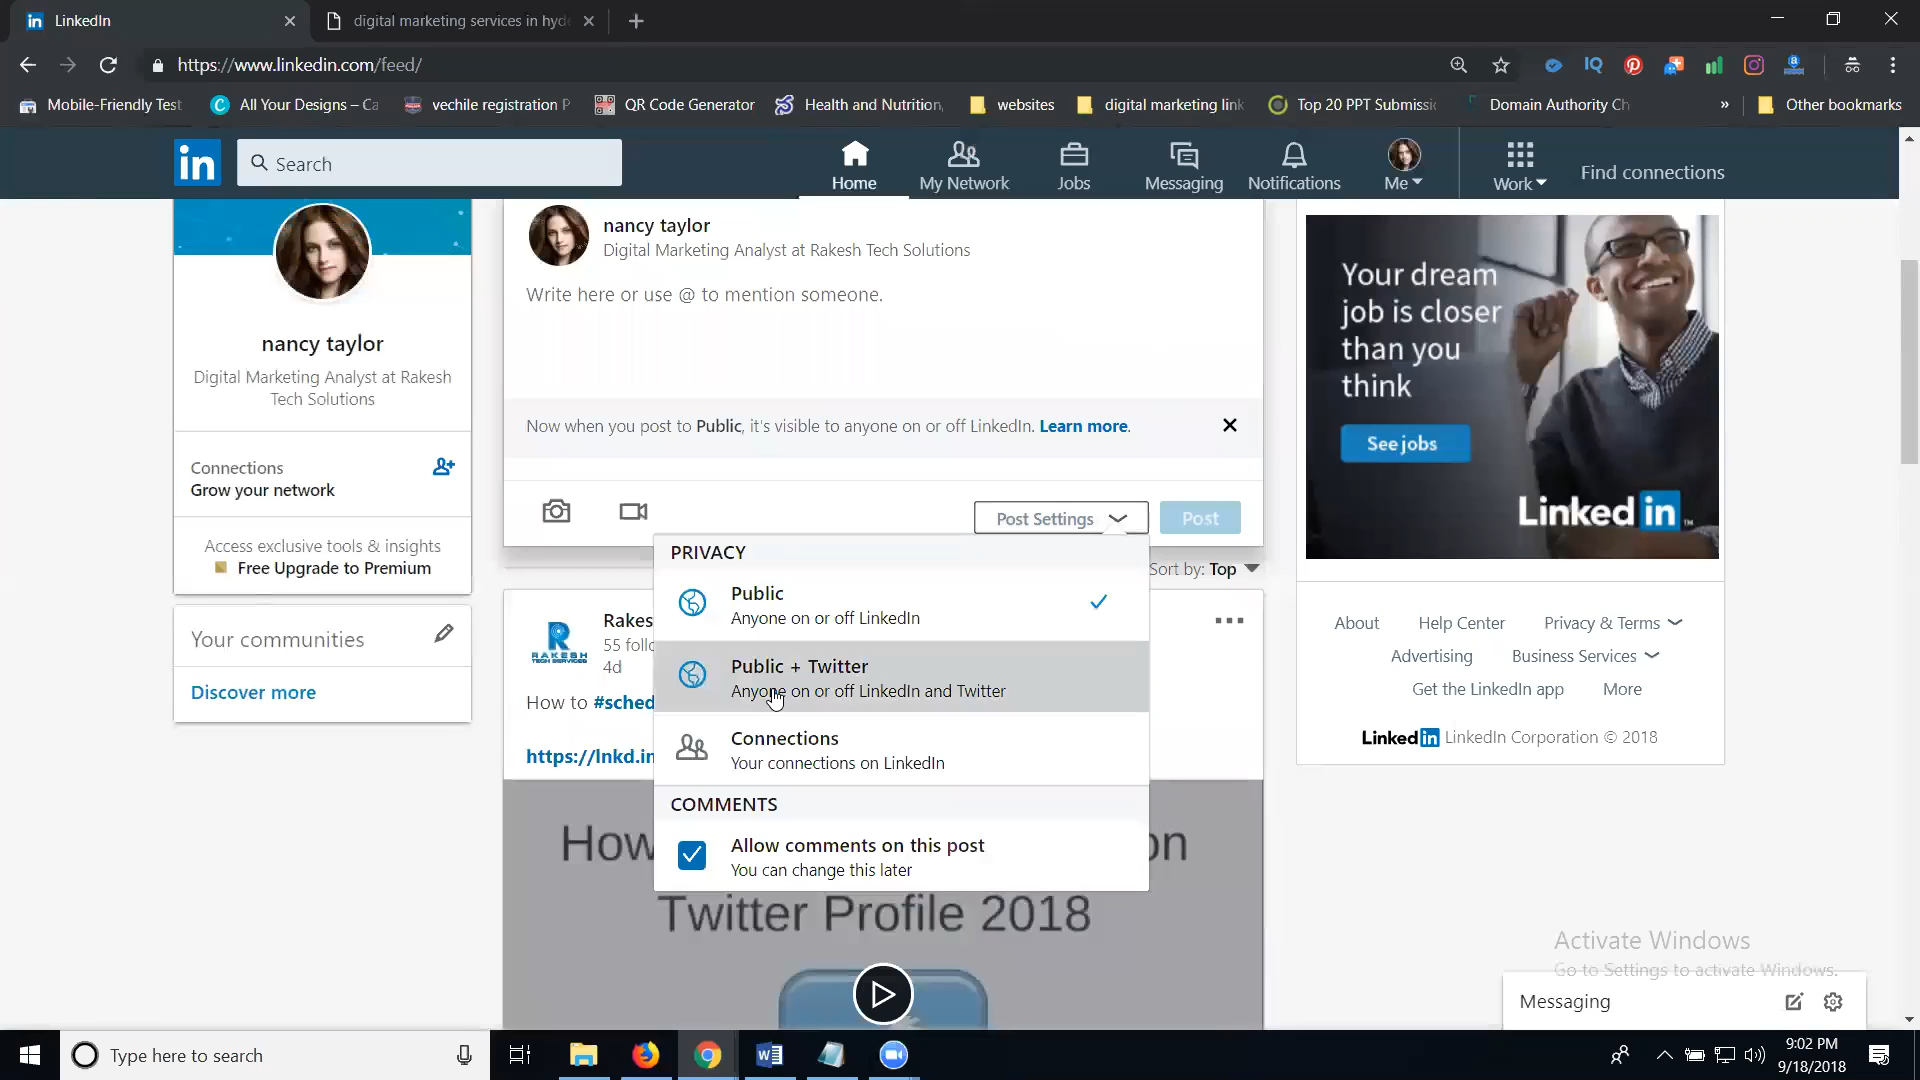 LinkedIn
digital marketing services in hyd
https://www.linkedin.com/feed/
Mobile-Friendly Test
All Your Designs – Ca
vechile registration P
QR Code Generator
Health and Nutrition,
websites
digital marketing link
Top 20 PPT Submissi
Domain Authority Ch
»
Other bookmarks
in
Search
Home
My Network
Jobs
Messaging
Notifications
Me
Work
Find connections
nancy taylor
Digital Marketing Analyst at Rakesh
Tech Solutions
Connections
Grow your network
Access exclusive tools & insights
Free Upgrade to Premium
Your communities
Discover more
nancy taylor
Digital Marketing Analyst at Rakesh Tech Solutions
Write here or use @ to mention someone.
Now when you post to Public, it's visible to anyone on or off LinkedIn. Learn more.
Post Settings
Post
PRIVACY
Public
Anyone on or off LinkedIn
Public + Twitter
Anyone on or off LinkedIn and Twitter
Connections
Your connections on LinkedIn
COMMENTS
Allow comments on this post
You can change this later
Sort by: Top
RAKESH
TECH SERVICES
Rakes
55 follo
4d
How to #sched
https://lnkd.in
How on
Twitter Profile 2018
Your dream
job is closer
than you
think
See jobs
Linked in
About
Help Center
Privacy & Terms
Advertising
Business Services
Get the LinkedIn app
More
Linked in LinkedIn Corporation © 2018
Activate Windows
Go to Settings to activate Windows.
Messaging
Type here to search
9:02 PM
9/18/2018